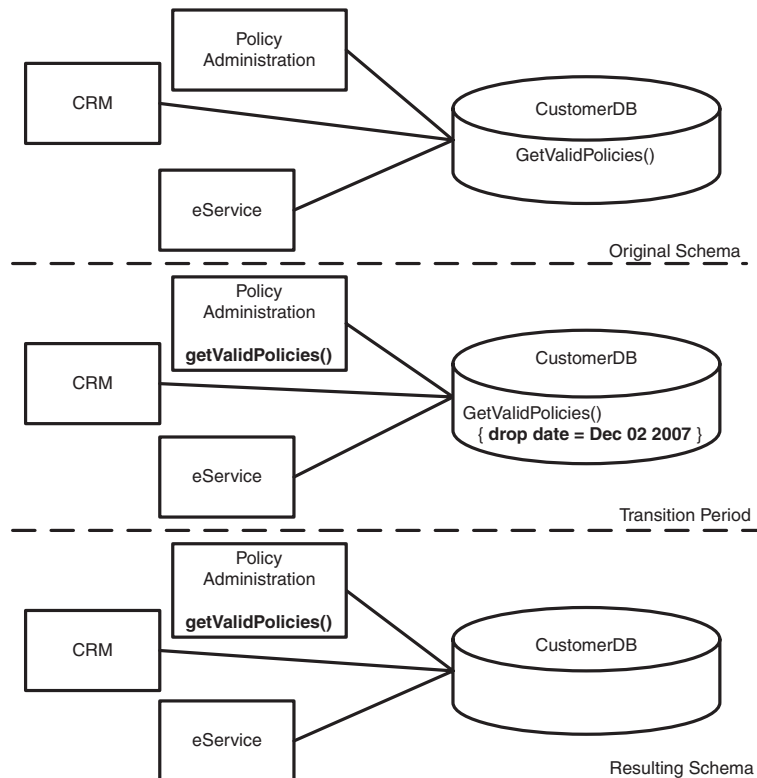 Policy
Administration
CRM
CustomerDB
GetValidPolicies()
eService
Original Schema
Policy
Administration
getValidPolicies()
CRM
CustomerDB
GetValidPolicies()
{ drop date = Dec 02 2007 }
eService
Transition Period
Policy
Administration
getValidPolicies()
CRM
CustomerDB
eService
Resulting Schema